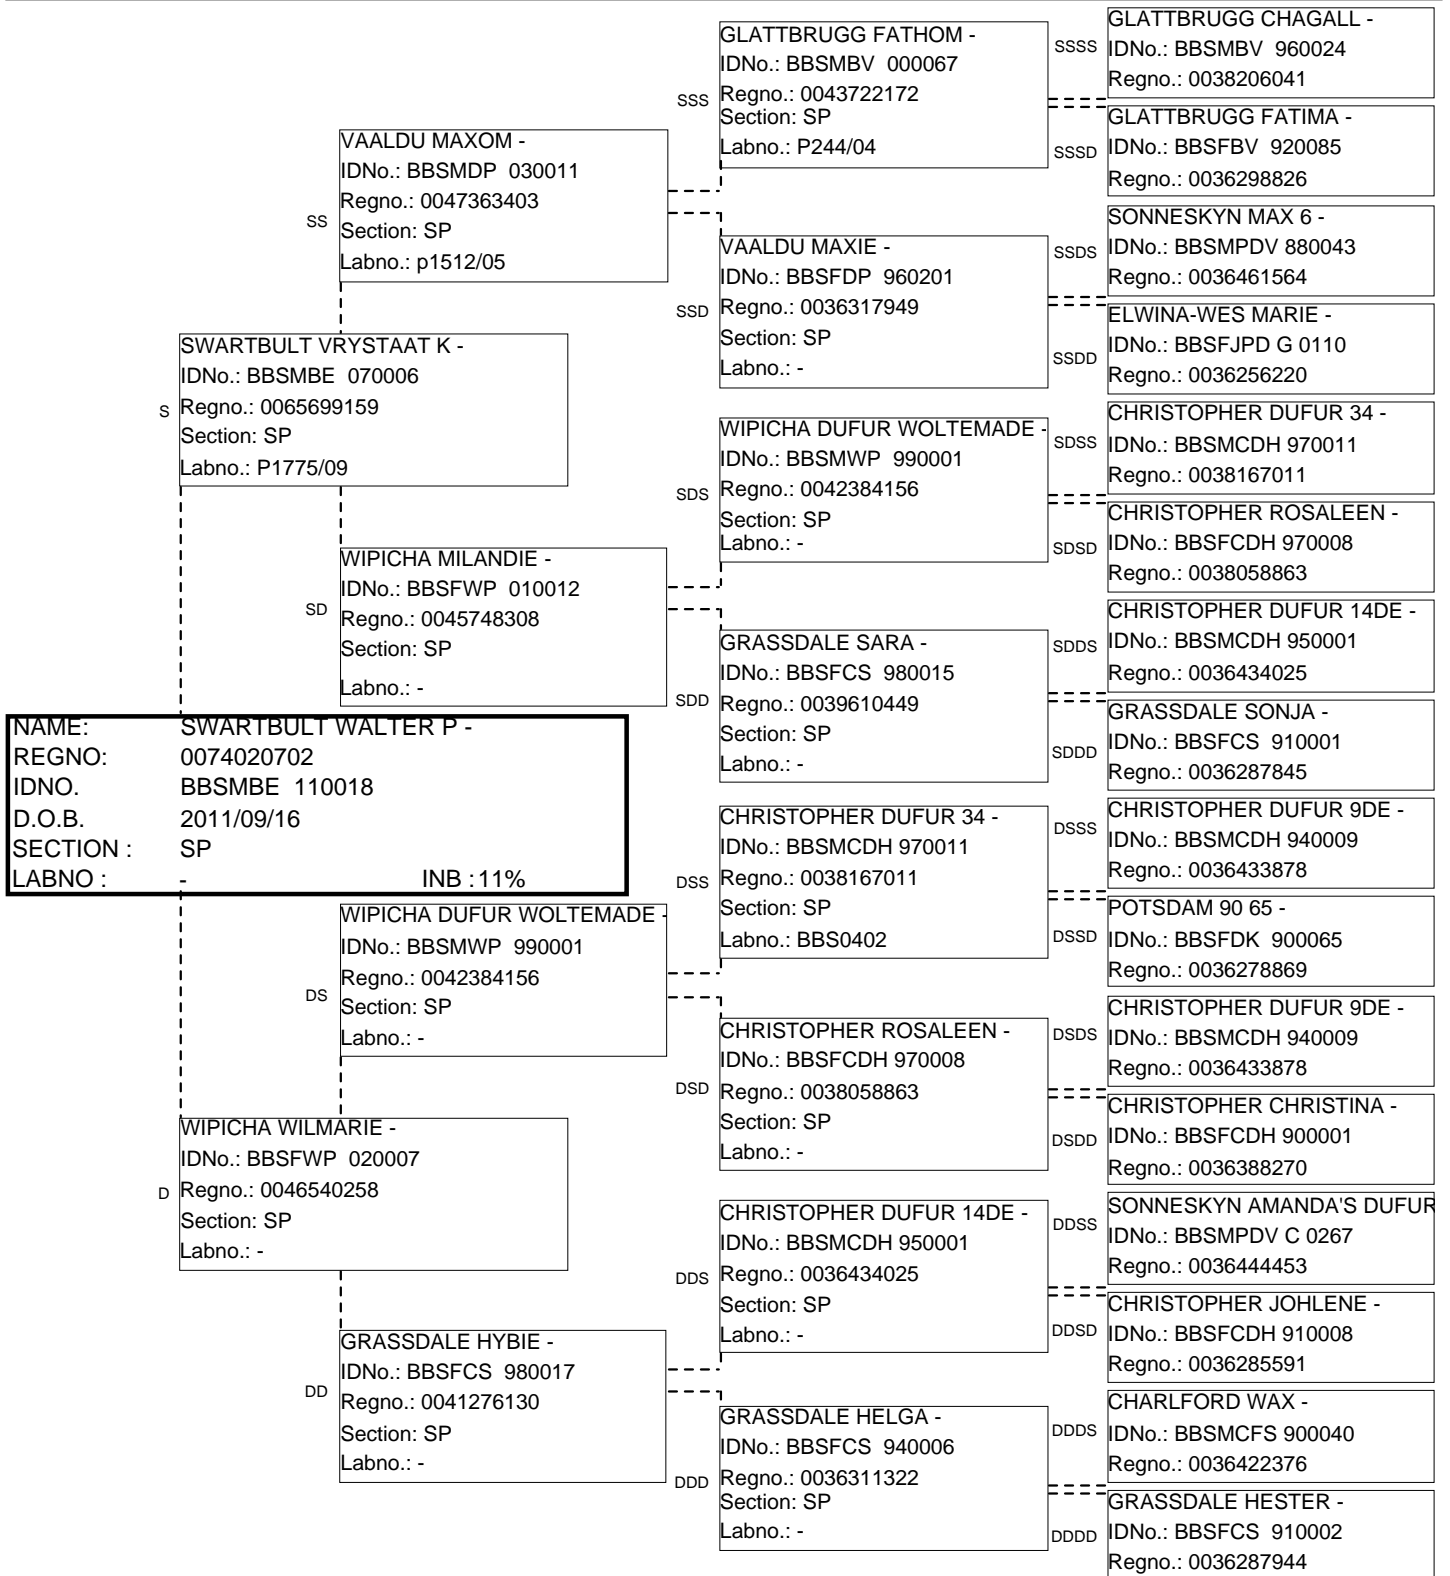 GLATTBRUGG CHAGALL -
SSSS IDNo.: BBSMBV 960024
Regno.: 0038206041
GLATTBRUGG FATHOM -
IDNo.: BBSMBV 000067
SSS Regno.: 0043722172
Section: SP
Labno.: P244/04
GLATTBRUGG FATIMA -
SSSD IDNo.: BBSFBV 920085
Regno.: 0036298826
VAALDU MAXOM -
IDNo.: BBSMDP 030011
SS Regno.: 0047363403
Section: SP
Labno.: p1512/05
SONNESKYN MAX 6 -
SSDS IDNo.: BBSMPDV 880043
Regno.: 0036461564
VAALDU MAXIE -
IDNo.: BBSFDP 960201
SSD Regno.: 0036317949
Section: SP
Labno.: -
ELWINA-WES MARIE -
SSDD IDNo.: BBSFJPD G 0110
Regno.: 0036256220
SWARTBULT VRYSTAAT K -
IDNo.: BBSMBE 070006
S Regno.: 0065699159
Section: SP
Labno.: P1775/09
CHRISTOPHER DUFUR 34 -
SDSS IDNo.: BBSMCDH 970011
Regno.: 0038167011
WIPICHA DUFUR WOLTEMADE -
IDNo.: BBSMWP 990001
SDS Regno.: 0042384156
Section: SP
Labno.: -
CHRISTOPHER ROSALEEN -
SDSD IDNo.: BBSFCDH 970008
Regno.: 0038058863
WIPICHA MILANDIE -
IDNo.: BBSFWP 010012
SD Regno.: 0045748308
Section: SP
Labno.: -
CHRISTOPHER DUFUR 14DE -
SDDS IDNo.: BBSMCDH 950001
Regno.: 0036434025
GRASSDALE SARA -
IDNo.: BBSFCS 980015
SDD Regno.: 0039610449
Section: SP
Labno.: -
GRASSDALE SONJA -
SDDD IDNo.: BBSFCS 910001
Regno.: 0036287845
NAME: SWARTBULT WALTER P -
REGNO: 0074020702
IDNO. BBSMBE 110018
D.O.B. 2011/09/16
SECTION : SP
LABNO : - INB : 11%
CHRISTOPHER DUFUR 9DE -
DSSS IDNo.: BBSMCDH 940009
Regno.: 0036433878
CHRISTOPHER DUFUR 34 -
IDNo.: BBSMCDH 970011
DSS Regno.: 0038167011
Section: SP
Labno.: BBS0402
POTSDAM 90 65 -
DSSD IDNo.: BBSFDK 900065
Regno.: 0036278869
WIPICHA DUFUR WOLTEMADE -
IDNo.: BBSMWP 990001
DS Regno.: 0042384156
Section: SP
Labno.: -
CHRISTOPHER DUFUR 9DE -
DSDS IDNo.: BBSMCDH 940009
Regno.: 0036433878
CHRISTOPHER ROSALEEN -
IDNo.: BBSFCDH 970008
DSD Regno.: 0038058863
Section: SP
Labno.: -
CHRISTOPHER CHRISTINA -
DSDD IDNo.: BBSFCDH 900001
Regno.: 0036388270
WIPICHA WILMARIE -
IDNo.: BBSFWP 020007
D Regno.: 0046540258
Section: SP
Labno.: -
SONNESKYN AMANDA'S DUFUR
DDSS IDNo.: BBSMPDV C 0267
Regno.: 0036444453
CHRISTOPHER DUFUR 14DE -
IDNo.: BBSMCDH 950001
DDS Regno.: 0036434025
Section: SP
Labno.: -
CHRISTOPHER JOHLENE -
DDSD IDNo.: BBSFCDH 910008
Regno.: 0036285591
GRASSDALE HYBIE -
IDNo.: BBSFCS 980017
DD Regno.: 0041276130
Section: SP
Labno.: -
CHARLFORD WAX -
DDDS IDNo.: BBSMCFS 900040
Regno.: 0036422376
GRASSDALE HELGA -
IDNo.: BBSFCS 940006
DDD Regno.: 0036311322
Section: SP
Labno.: -
GRASSDALE HESTER -
DDDD IDNo.: BBSFCS 910002
Regno.: 0036287944